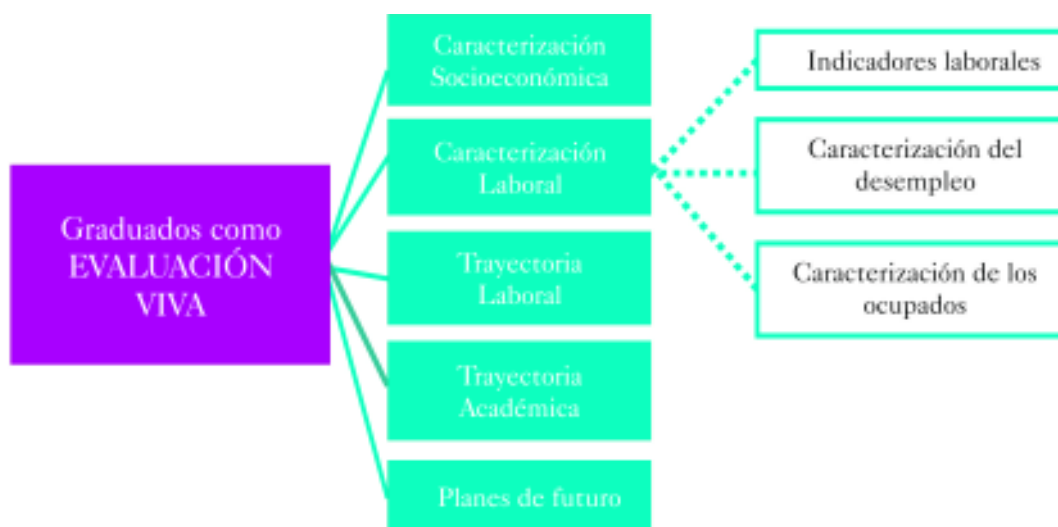 Graduados como
EVALUACIÓN
VIVA
Caracterización
Socioeconómica
Caracterización
Laboral
Trayectoria
Laboral
Trayectoria
Académica
Planes de futuro
Indicadores laborales
Caracterización del
desempleo
Caracterización de los
ocupados